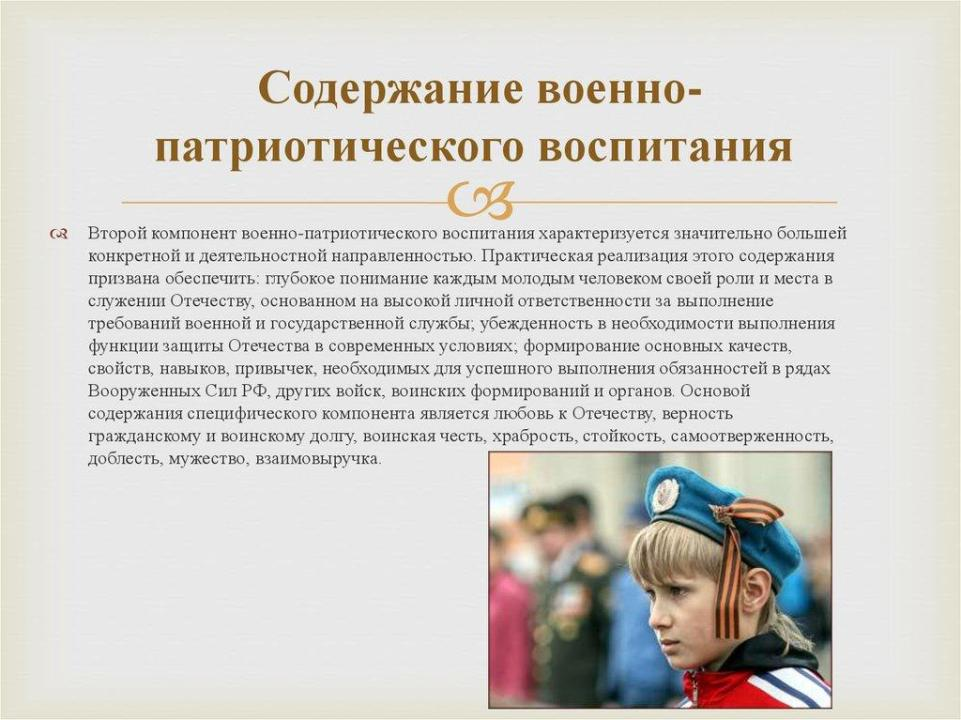 Содержание военно-
патриотического воспитания
Второй компонент военно-патриотического воспитания характеризуется значительно большей
конкретной и деятельностной направленностью. Практическая реализация этого содержания
призвана обеспечить: глубокое понимание каждым молодым человеком своей роли и места в
служении Отечеству, основанном на высокой личной ответственности за выполнение
требований военной и государственной службы; убежденность в необходимости выполнения
функции защиты Отечества в современных условиях; формирование основных качеств,
свойств, навыков, привычек, необходимых для успешного выполнения обязанностей в рядах
Вооруженных Сил РФ, других войск, воинских формирований и органов. Основой
содержания специфического компонента является любовь к Отечеству, верность
гражданскому и воинскому долгу, воинская честь, храбрость, стойкость, самоотверженность,
доблесть, мужество, взаимовыручка.